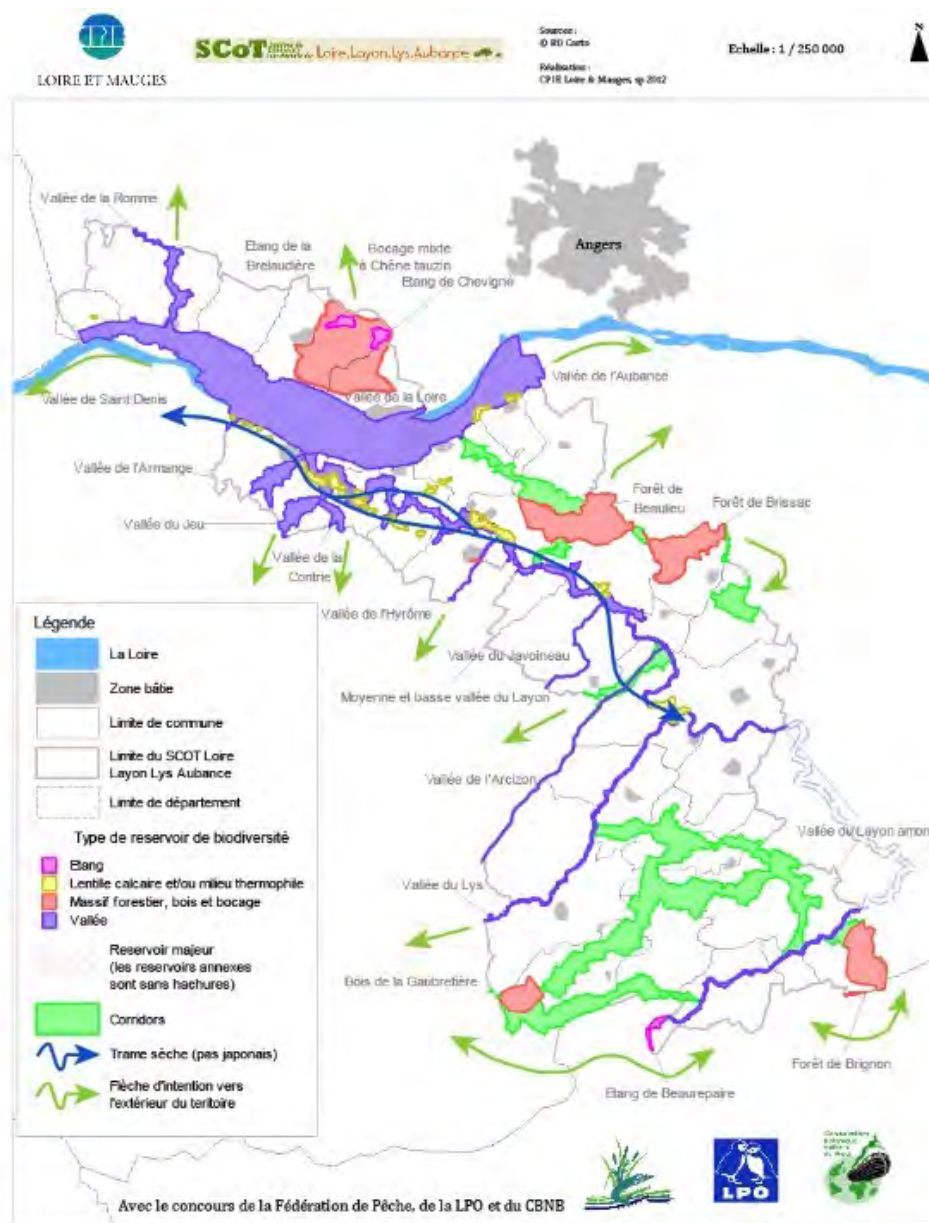 CPIE
LOIRE ET MAUGES
SCoT Loire, Layon, Lys, Aubance
Sources :
© BD Carto
Réalisation :
CPIE Loire & Mauges, sp 2012
Echelle : 1 / 250 000
N
Vallée de la Romme
Etang de la
Brelaudière
Bocage mixte
à Chêne tauzin
Etang de Chevigné
Angers
Vallée de l'Aubance
Vallée de la Loire
Vallée de Saint Denis
Vallée de l'Armange
Vallée du Jeu
Vallée de la
Contrie
Forêt de
Beaulieu
Forêt de Brissac
Vallée de l'Hyrôme
Vallée du Javoineau
Moyenne et basse vallée du Layon
Vallée de l'Arcizon
Vallée du Layon amon
Vallée du Lys
Bois de la Gaubretière
Forêt de Brignon
Etang de Beaurepaire
Légende
La Loire
Zone bâtie
Limite de commune
Limite du SCOT Loire
Layon Lys Aubance
Limite de département
Type de reservoir de biodiversité
Etang
Lentille calcaire et/ou milieu thermophile
Massif forestier, bois et bocage
Vallée
Reservoir majeur
(les reservoirs annexes
sont sans hachures)
Corridors
Trame sèche (pas japonais)
Flèche d'intention vers
l'extérieur du teritoire
Avec le concours de la Fédération de Pêche, de la LPO et du CBNB
LPO